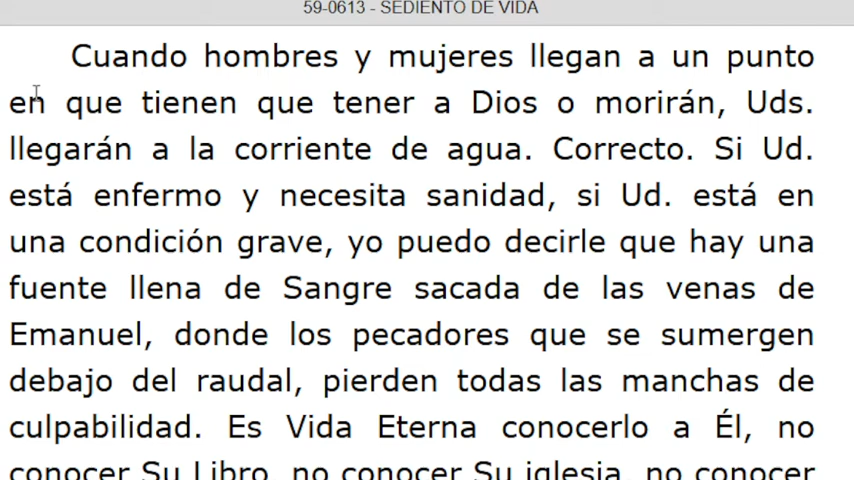 59-0613 - SEDIENTO DE VIDA
Cuando hombres y mujeres llegan a un punto
en que tienen que tener a Dios o morirán, Uds.
llegarán a la corriente de agua. Correcto. Si Ud.
está enfermo y necesita sanidad, si Ud. está en
una condición grave, yo puedo decirle que hay una
fuente llena de Sangre sacada de las venas de
Emanuel, donde los pecadores que se sumergen
debajo del raudal, pierden todas las manchas de
culpabilidad. Es Vida Eterna conocerlo a Él, no
conocer Su Libro, no conocer Su iglesia, no conocer